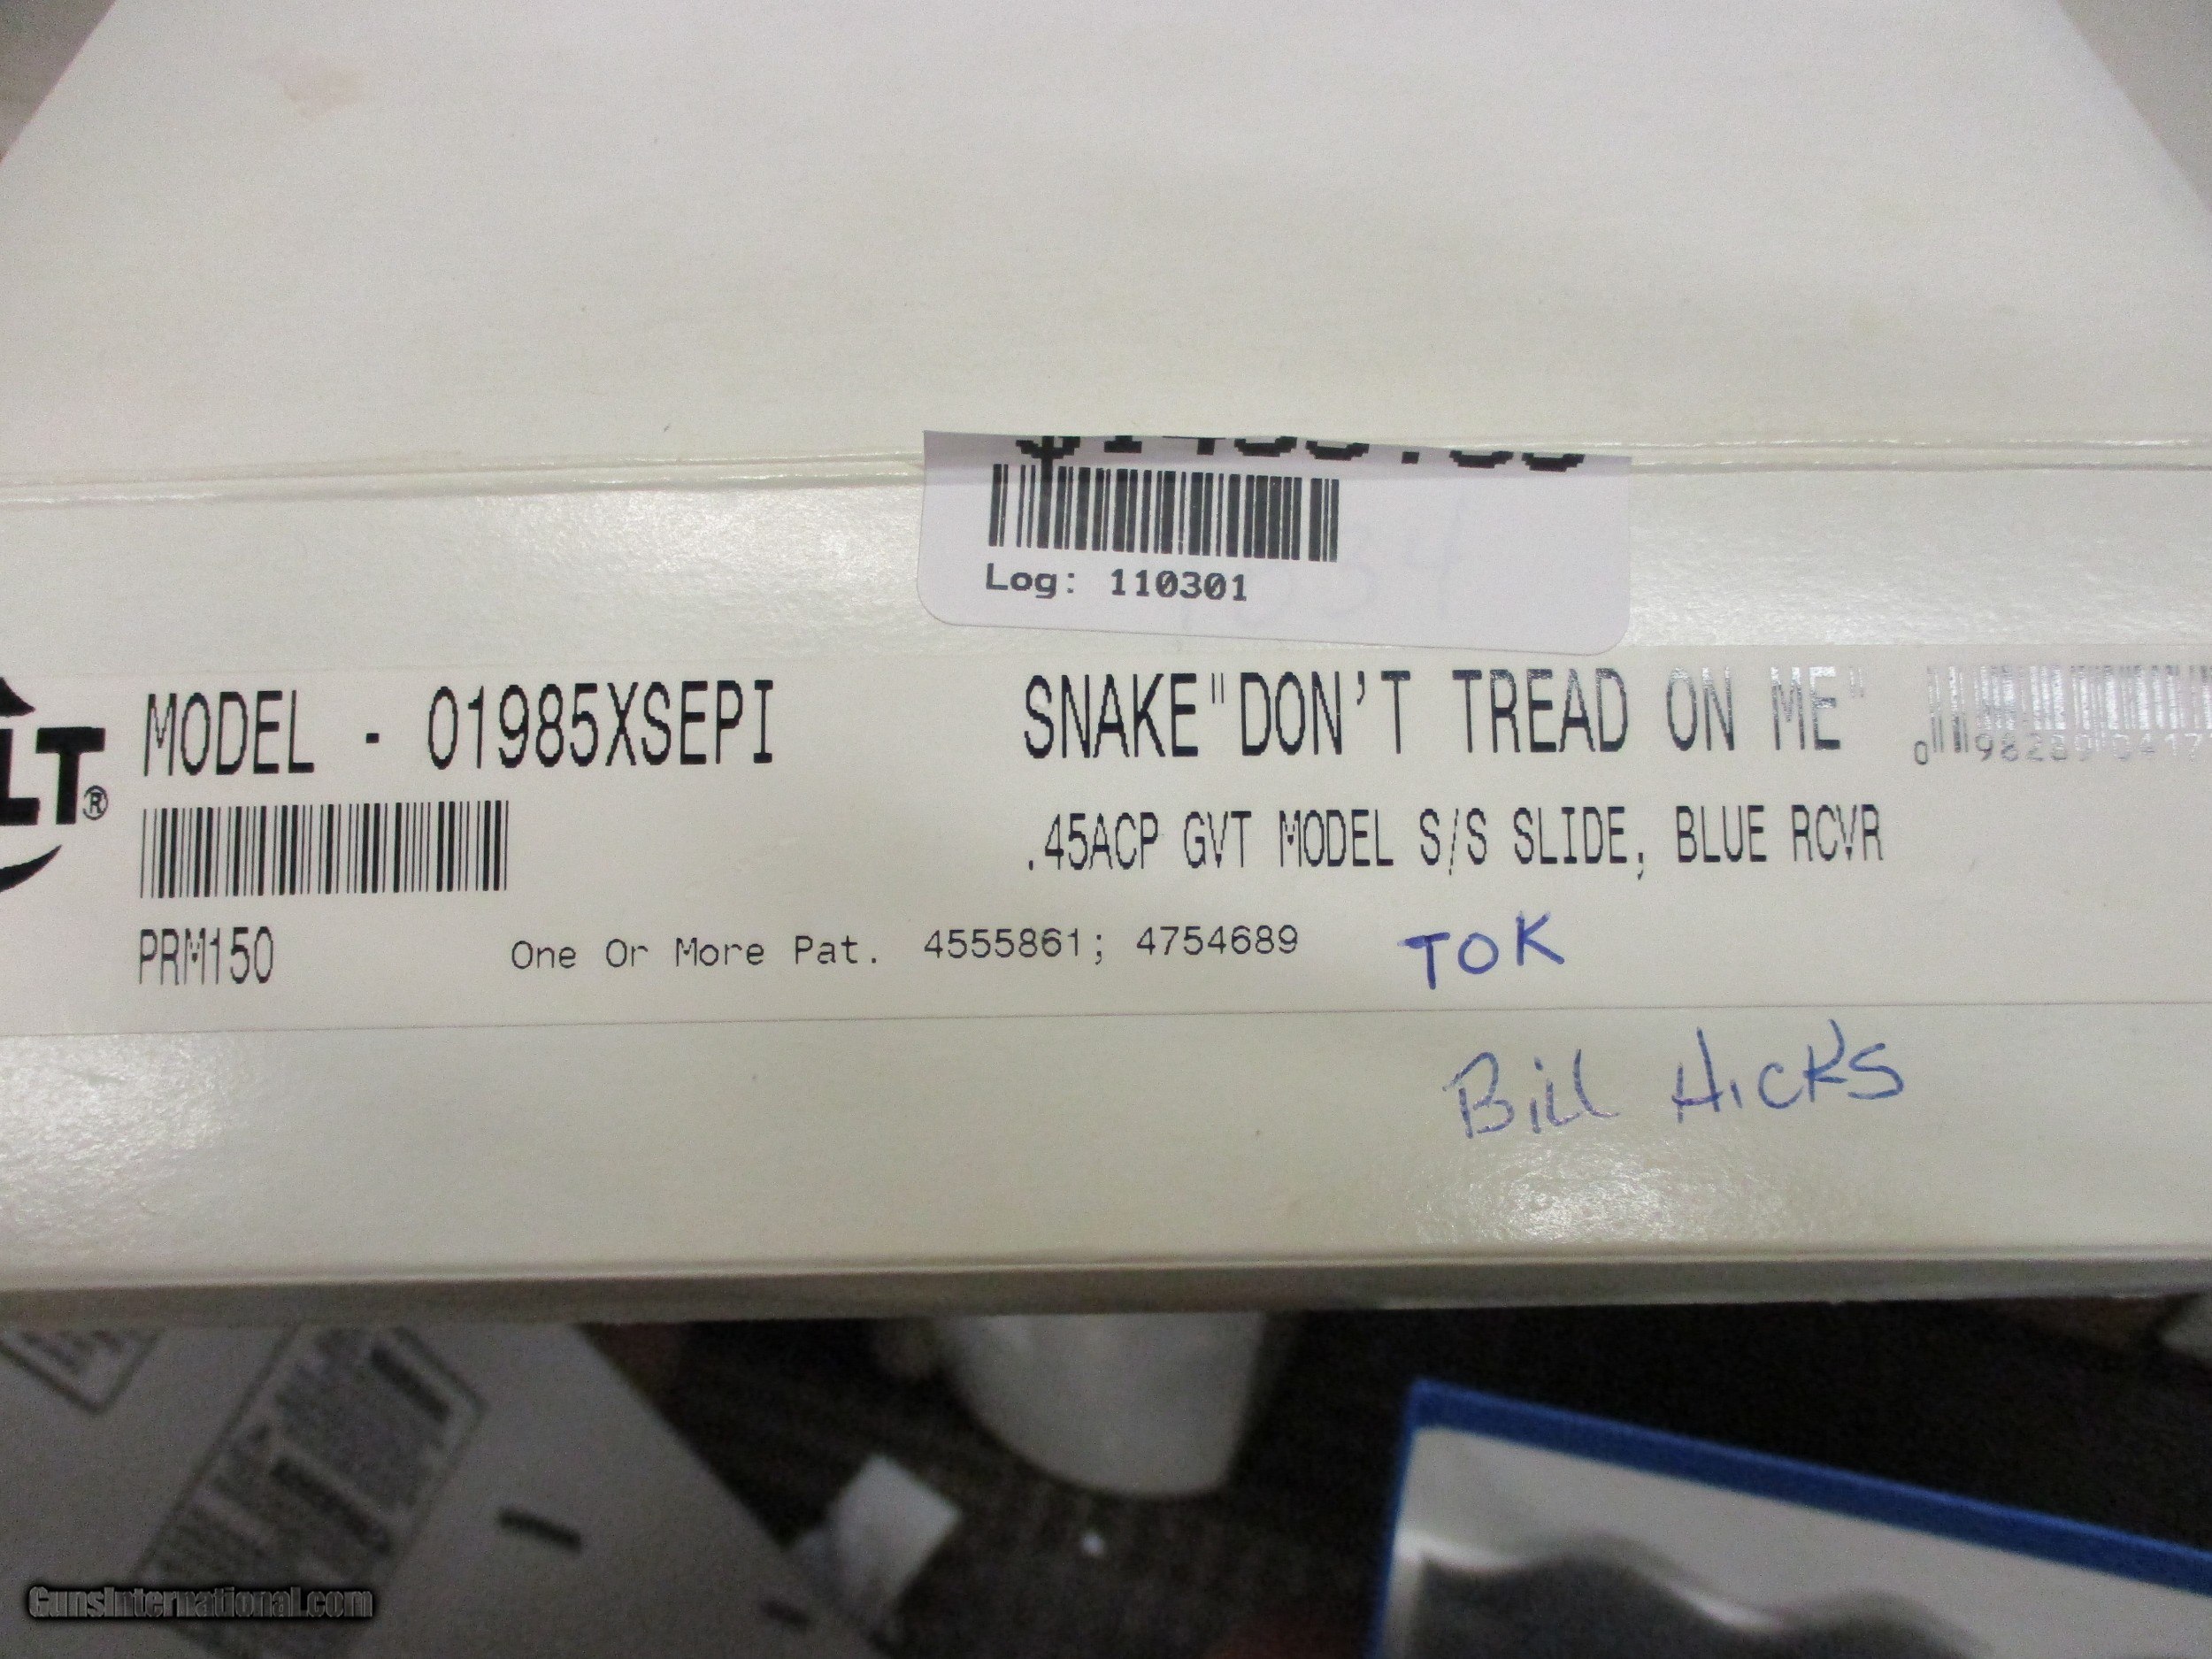 Log: 110301
LT®
MODEL - 01985XSEPI
SNAKE"DON'T TREAD ON ME"
.45ACP GVT MODEL S/S SLIDE, BLUE RCVR
PRM150
One Or More Pat. 4555861; 4754689
TOK
Bill Hicks
GunsInternational.com